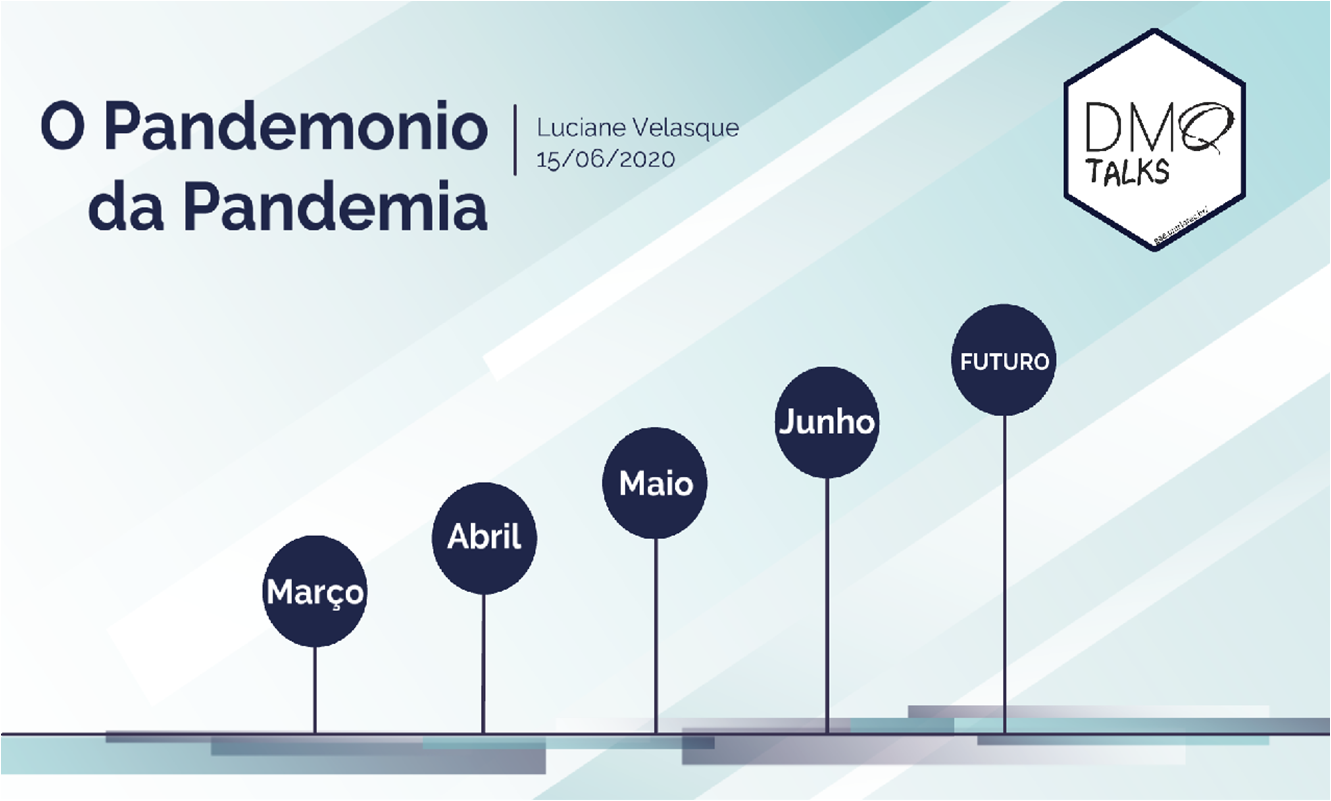 O Pandemonio
da Pandemia
Luciane Velasque
15/06/2020
DMQ
TALKS
FUTURO
Junho
Maio
Abril
Março